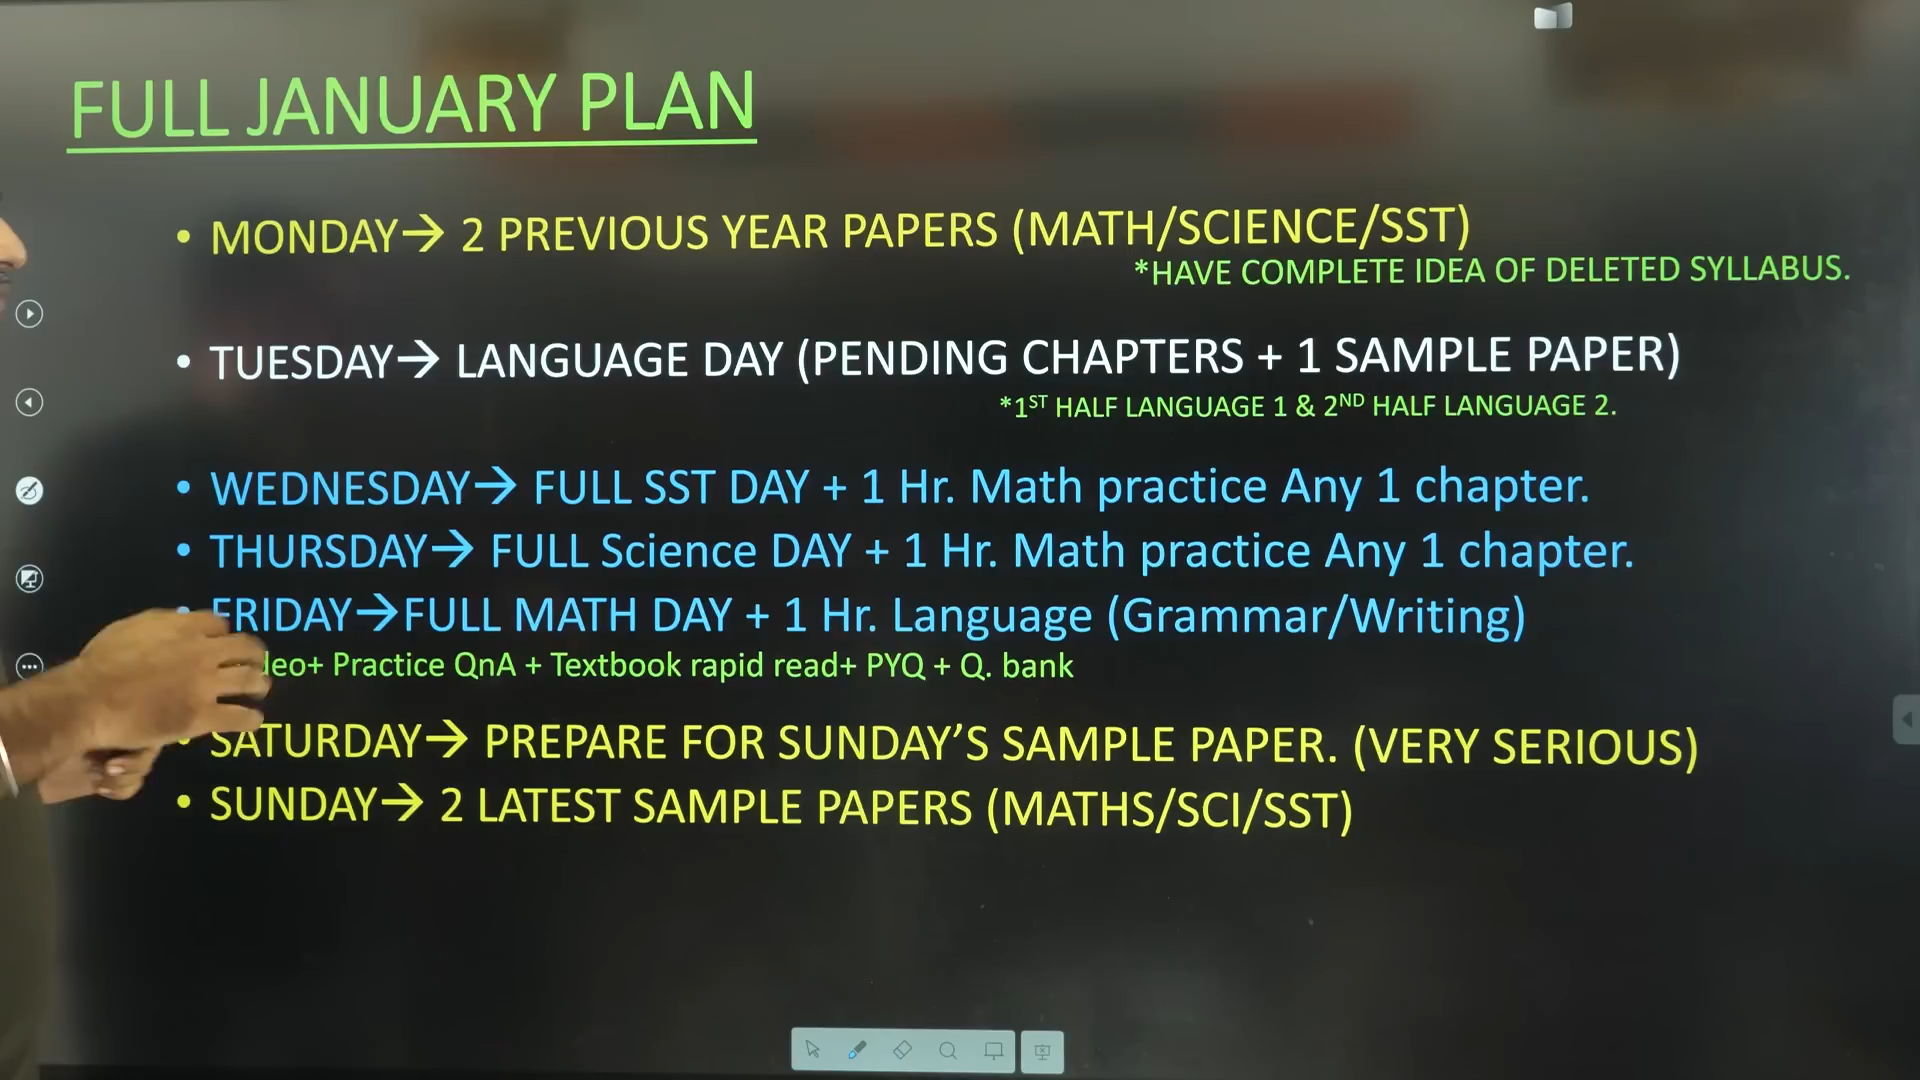 FULL JANUARY PLAN
• MONDAY→ 2 PREVIOUS YEAR PAPERS (MATH/SCIENCE/SST)
*HAVE COMPLETE IDEA OF DELETED SYLLABUS.
• TUESDAY→ LANGUAGE DAY (PENDING CHAPTERS + 1 SAMPLE PAPER)
*1ST HALF LANGUAGE 1 & 2ND HALF LANGUAGE 2.
• WEDNESDAY→ FULL SST DAY + 1 Hr. Math practice Any 1 chapter.
• THURSDAY→ FULL Science DAY + 1 Hr. Math practice Any 1 chapter.
• FRIDAY→FULL MATH DAY + 1 Hr. Language (Grammar/Writing)
deo+ Practice QnA + Textbook rapid read+ PYQ + Q. bank
• SATURDAY→ PREPARE FOR SUNDAY'S SAMPLE PAPER. (VERY SERIOUS)
• SUNDAY→ 2 LATEST SAMPLE PAPERS (MATHS/SCI/SST)